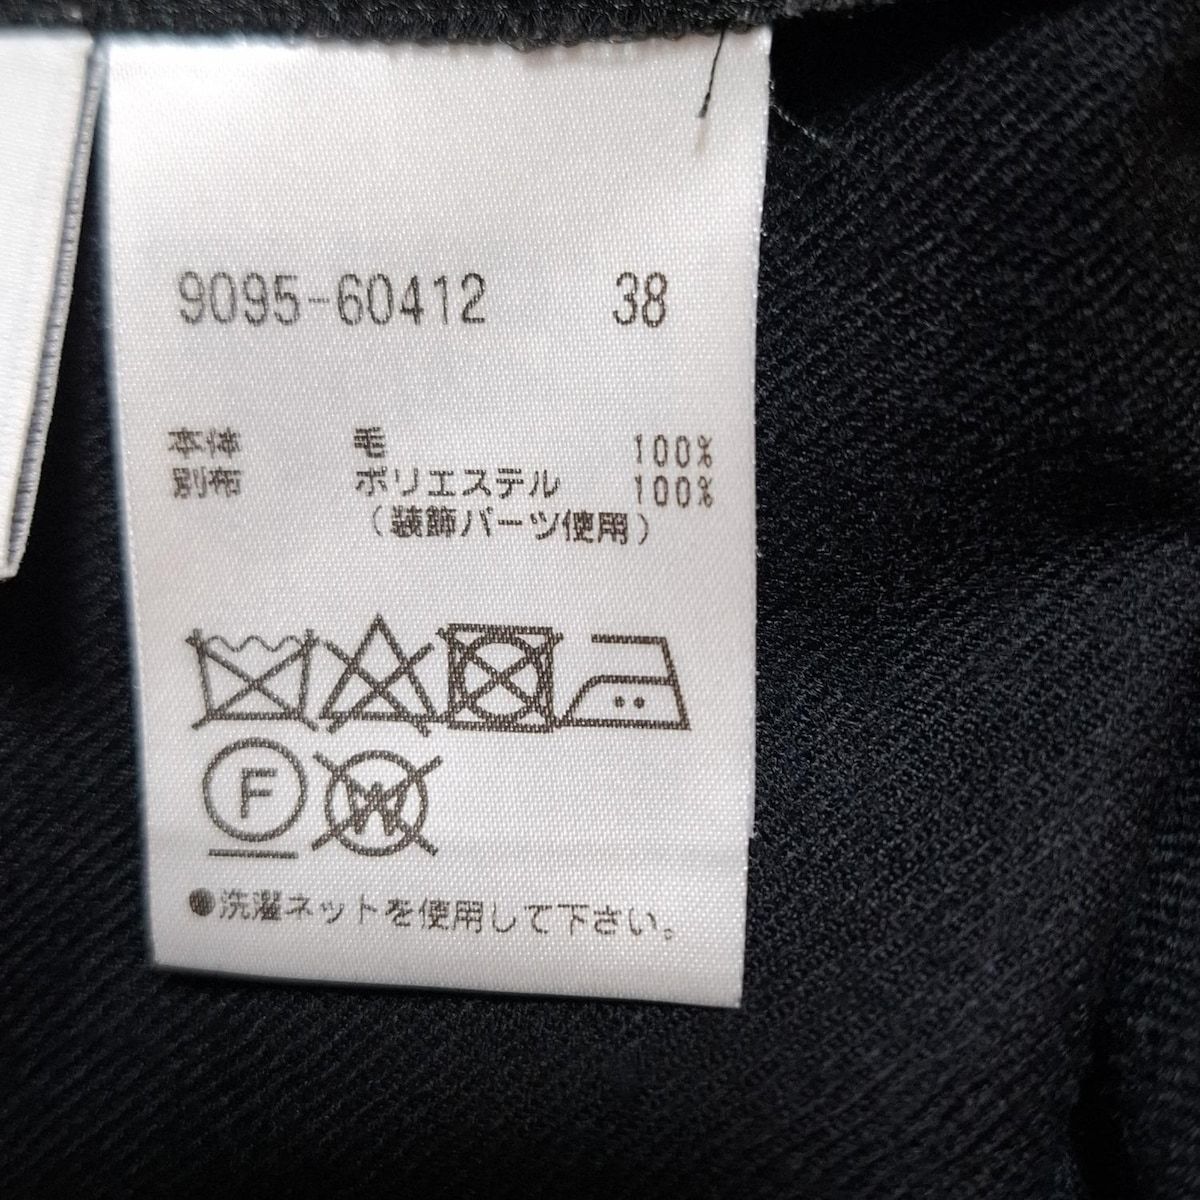 9095-60412 38
本体 毛 100%
別布 ポリエステル 100%
(装飾パーツ使用)
F
W
●洗濯ネットを使用して下さい。